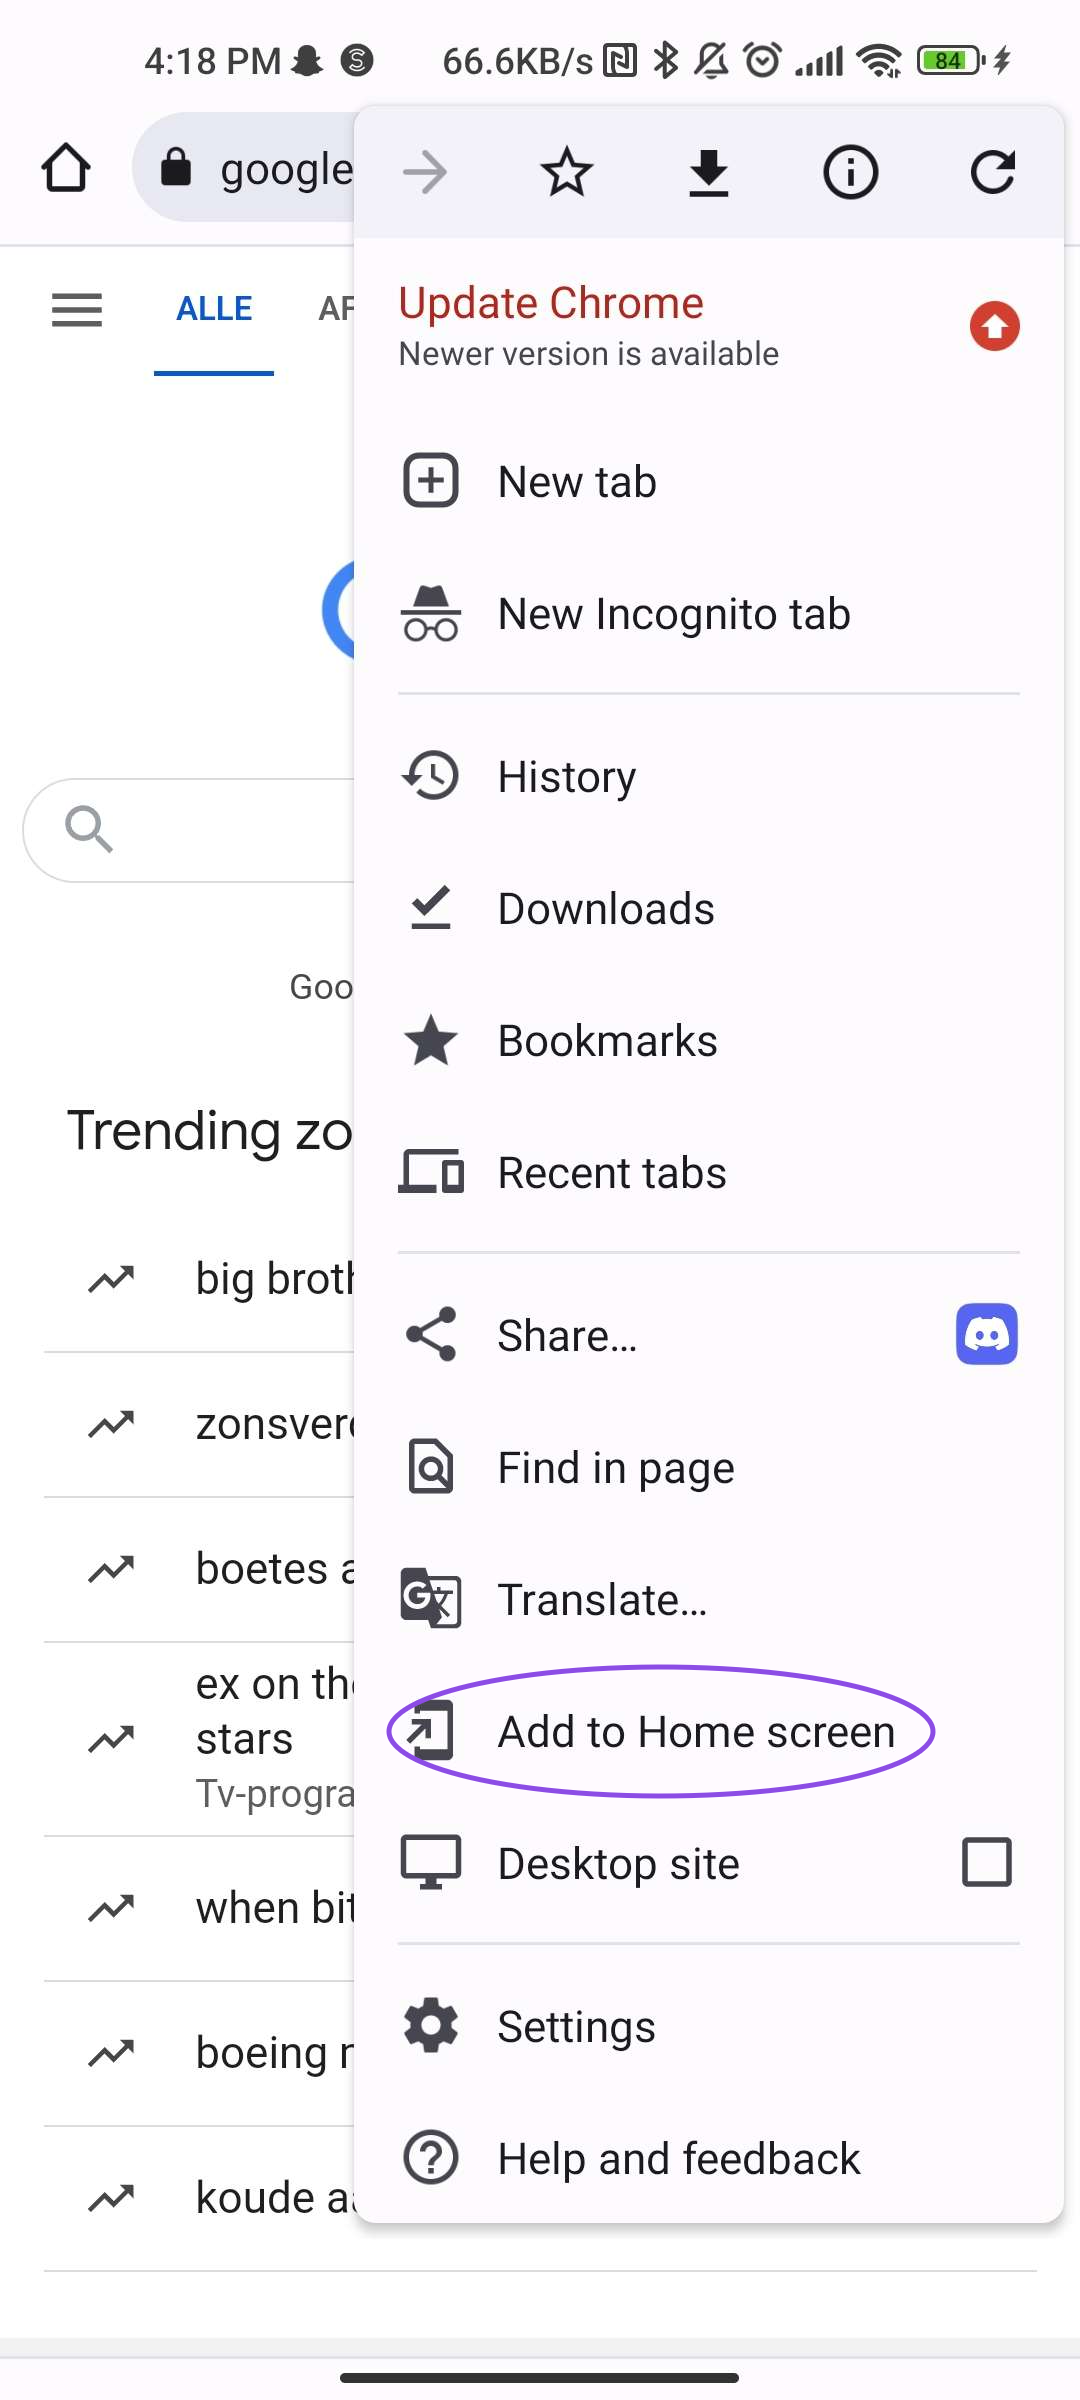 4:18 PM 66.6KB/s 84
google
Update Chrome
Newer version is available
ALLE AF
New tab
New Incognito tab
History
Downloads
Goo
Bookmarks
Trending zo
Recent tabs
big broth
Share...
zonsverd
Find in page
boetes a
Translate...
ex on the
stars
Tv-progra
Add to Home screen
Desktop site
when bit
Settings
boeing
Help and feedback
koude a